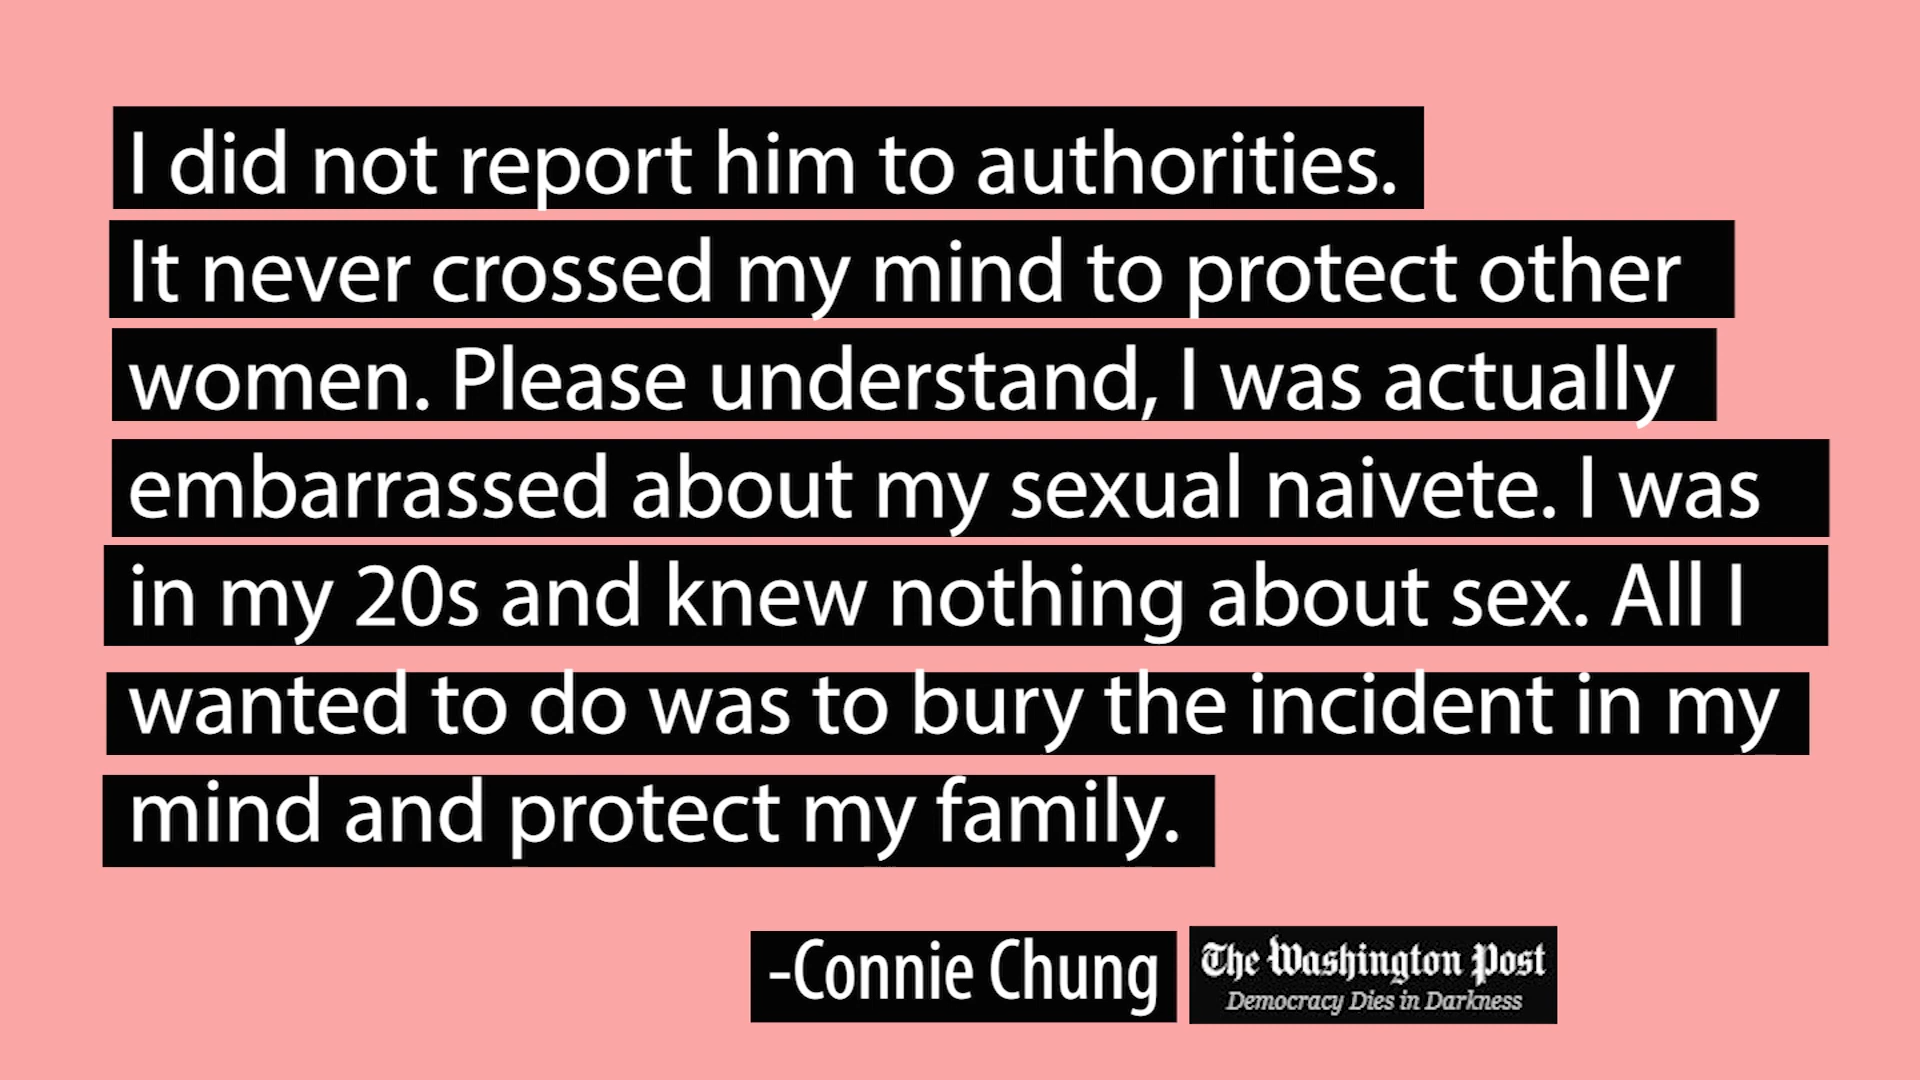 I did not report him to authorities.
It never crossed my mind to protect other
women. Please understand, I was actually
embarrassed about my sexual naivete. I was
in my 20s and knew nothing about sex. All I
wanted to do was to bury the incident in my
mind and protect my family.
-Connie Chung
The Washington Post
Democracy Dies in Darkness